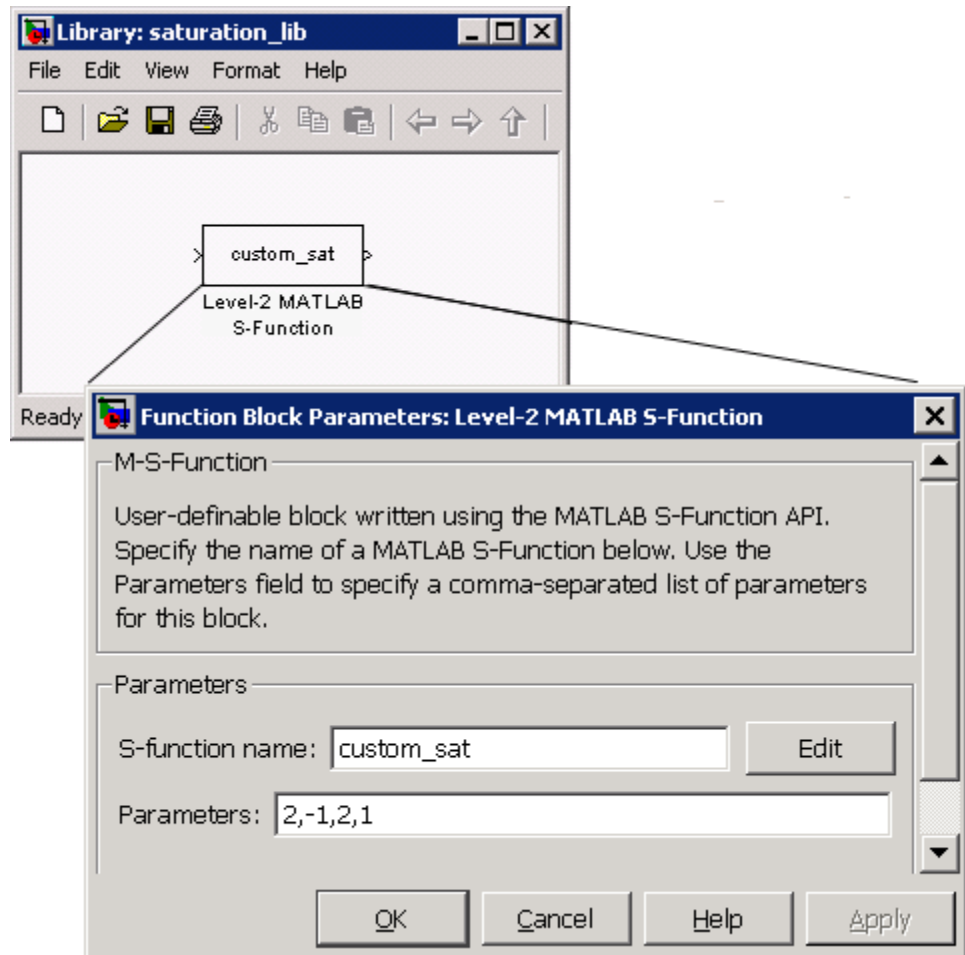 Library: saturation_lib
File Edit View Format Help
custom_sat
Level-2 MATLAB
S-Function
Ready
Function Block Parameters: Level-2 MATLAB S-Function
M-S-Function
User-definable block written using the MATLAB S-Function API.
Specify the name of a MATLAB S-Function below. Use the
Parameters field to specify a comma-separated list of parameters
for this block.
Parameters
S-function name: custom_sat Edit
Parameters: 2,-1,2,1
OK Cancel Help Apply